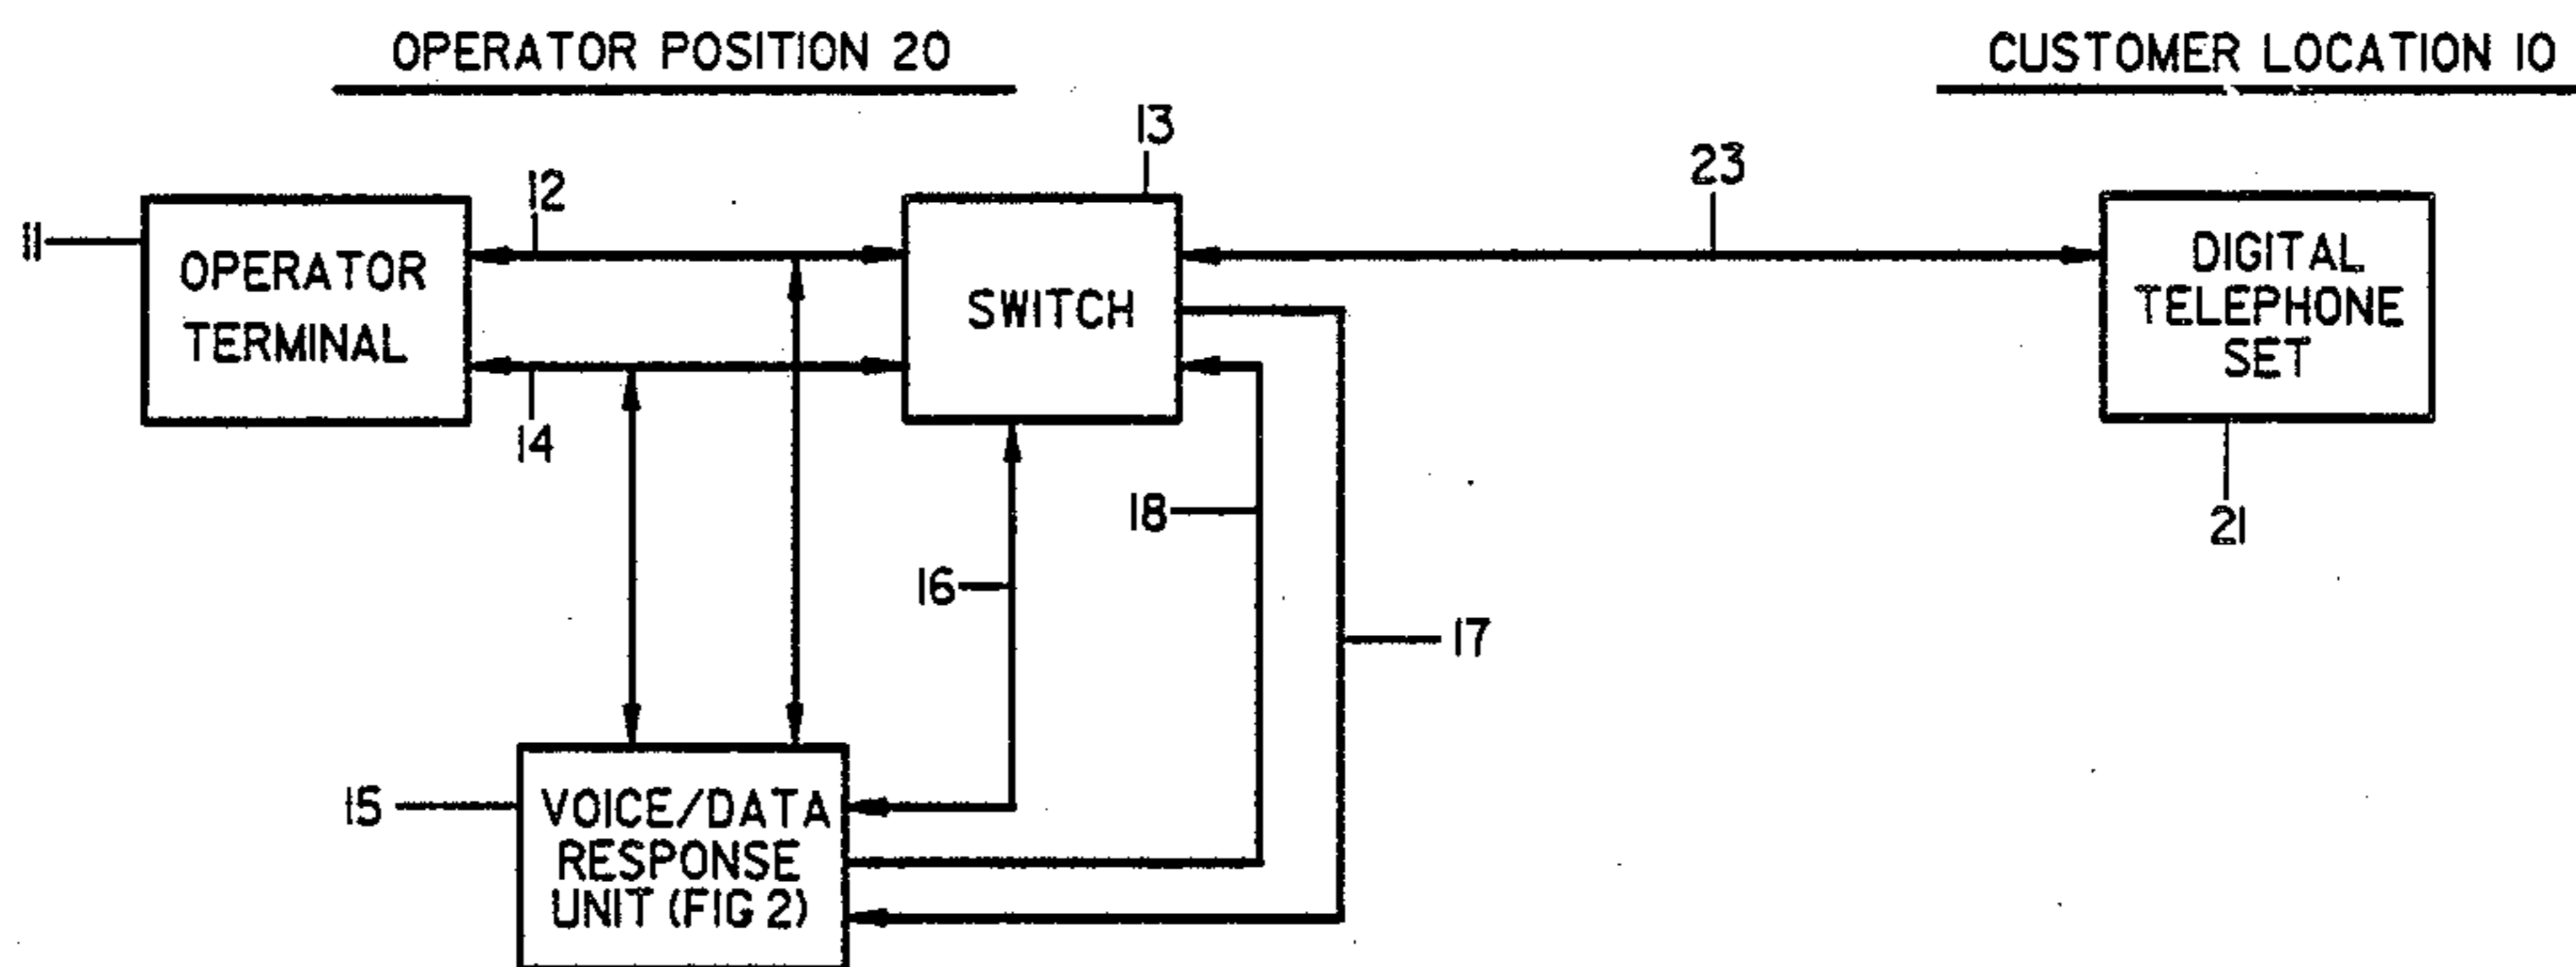 OPERATOR POSITION 20
CUSTOMER LOCATION 10
13
12
23
11
OPERATOR
TERMINAL
SWITCH
DIGITAL
TELEPHONE
SET
14
18
21
16
17
15
VOICE/DATA
RESPONSE
UNIT (FIG 2)